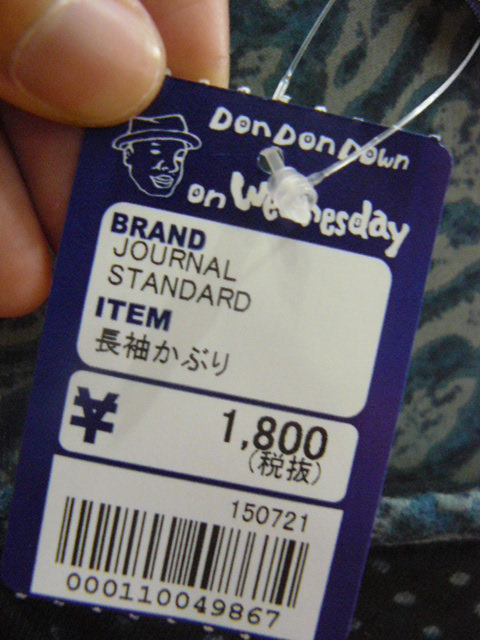 Don Don Down
on Wednesday
BRAND
JOURNAL
STANDARD
ITEM
長袖かぶり
¥ 1,800
(税抜)
150721
000110049867